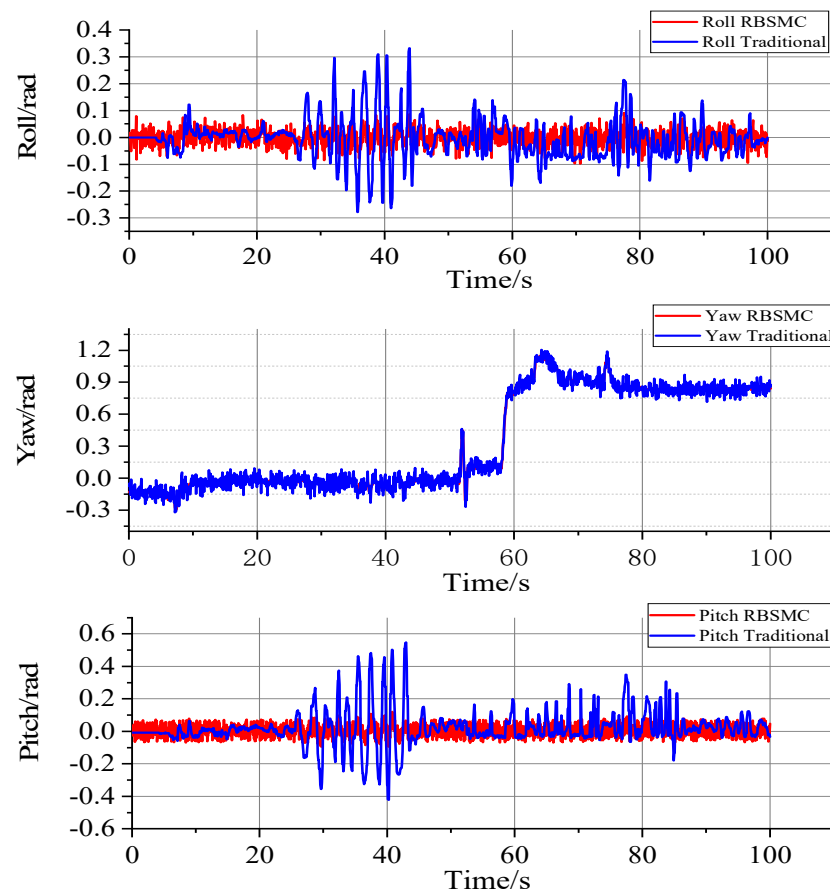 Roll RBSMC
Roll Traditional
0.4
0.3
0.2
0.1
0.0
-0.1
-0.2
-0.3
Roll/rad
0 20 40 60 80 100
Time/s
Yaw RBSMC
Yaw Traditional
1.2
0.9
0.6
0.3
0.0
-0.3
Yaw/rad
0 20 40 60 80 100
Time/s
Pitch RBSMC
Pitch Traditional
0.6
0.4
0.2
0.0
-0.2
-0.4
-0.6
Pitch/rad
0 20 40 60 80 100
Time/s